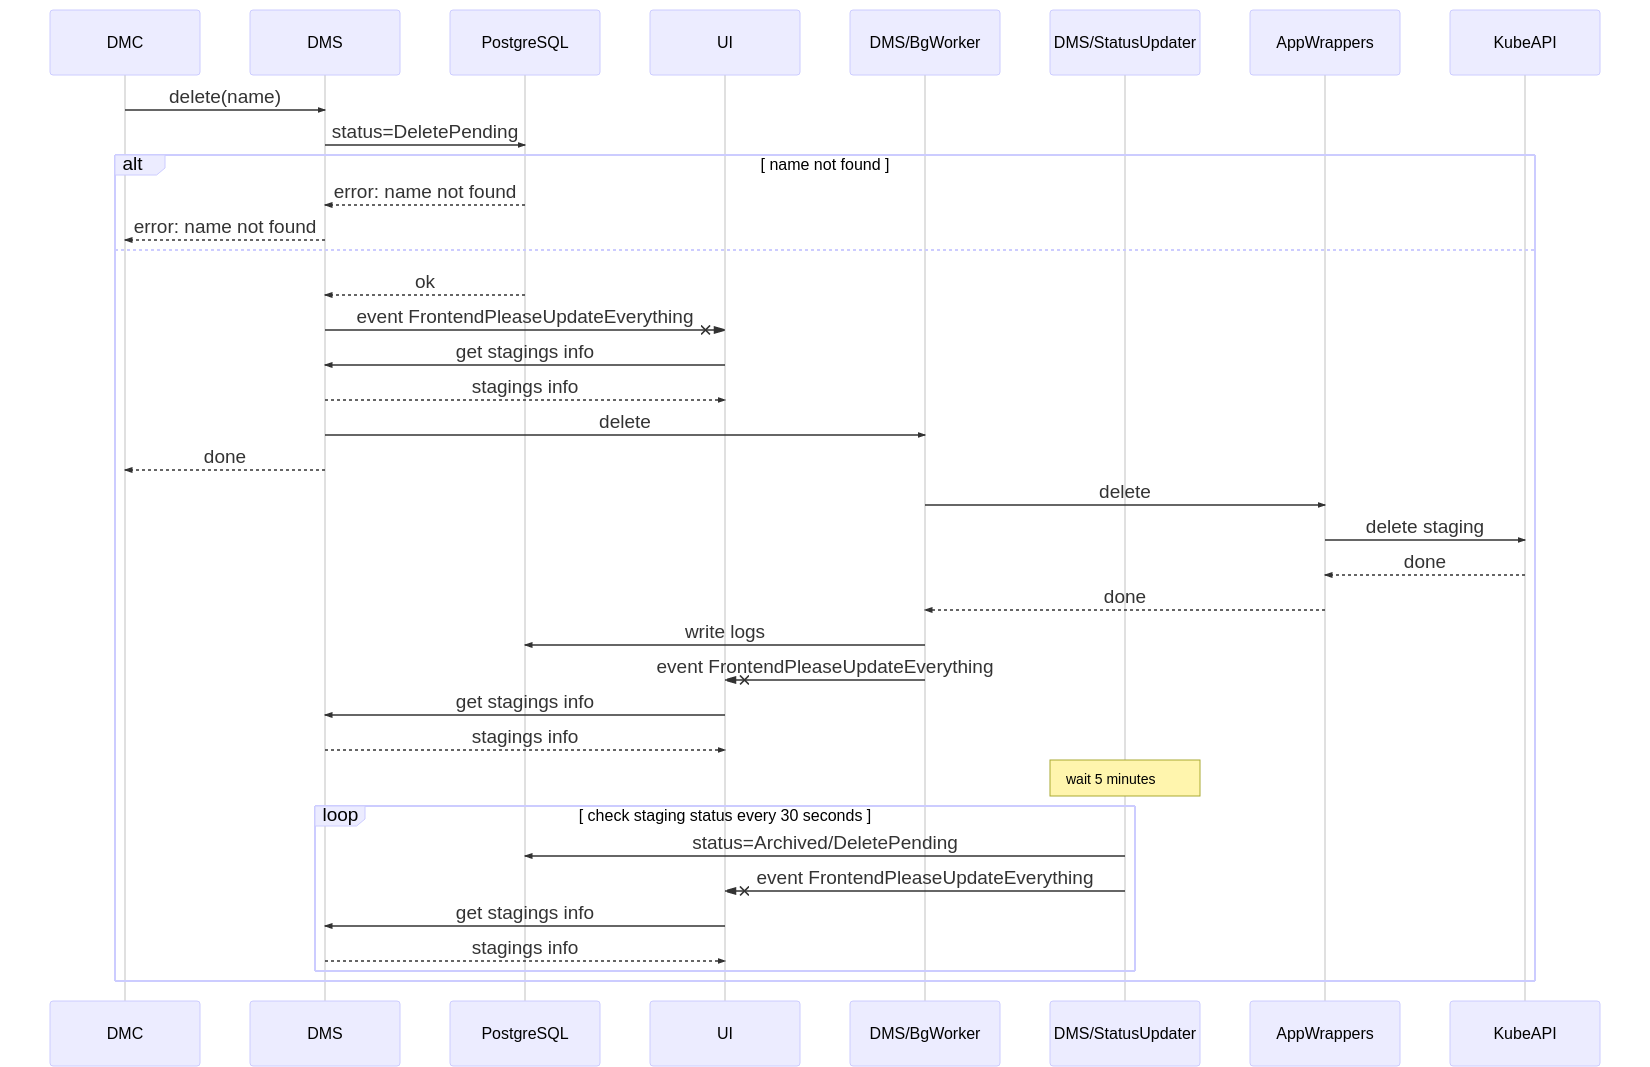 DMC
DMS
PostgreSQL
UI
DMS/BgWorker
DMS/StatusUpdater
AppWrappers
KubeAPI
delete(name)
status=DeletePending
alt
[ name not found ]
error: name not found
error: name not found
ok
event FrontendPleaseUpdateEverything
get stagings info
stagings info
delete
done
delete
delete staging
done
done
write logs
event FrontendPleaseUpdateEverything
get stagings info
stagings info
wait 5 minutes
loop
[ check staging status every 30 seconds ]
status=Archived/DeletePending
event FrontendPleaseUpdateEverything
get stagings info
stagings info
DMC
DMS
PostgreSQL
UI
DMS/BgWorker
DMS/StatusUpdater
AppWrappers
KubeAPI